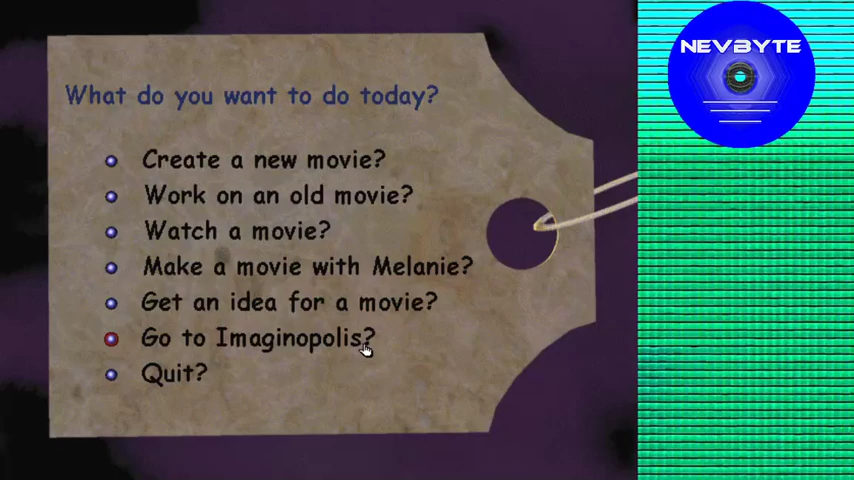 NEVBYTE
What do you want to do today?
Create a new movie?
Work on an old movie?
Watch a movie?
Make a movie with Melanie?
Get an idea for a movie?
Go to Imaginopolis?
Quit?